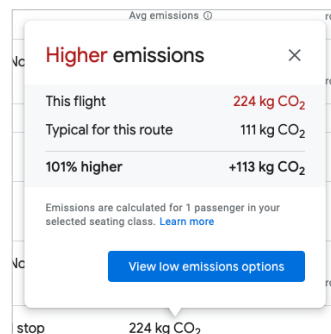 Avg emissions
Higher emissions
This flight 224 kg CO₂
Typical for this route 111 kg CO₂
101% higher +113 kg CO₂
Emissions are calculated for 1 passenger in your
selected seating class. Learn more
View low emissions options
stop 224 kg CO₂